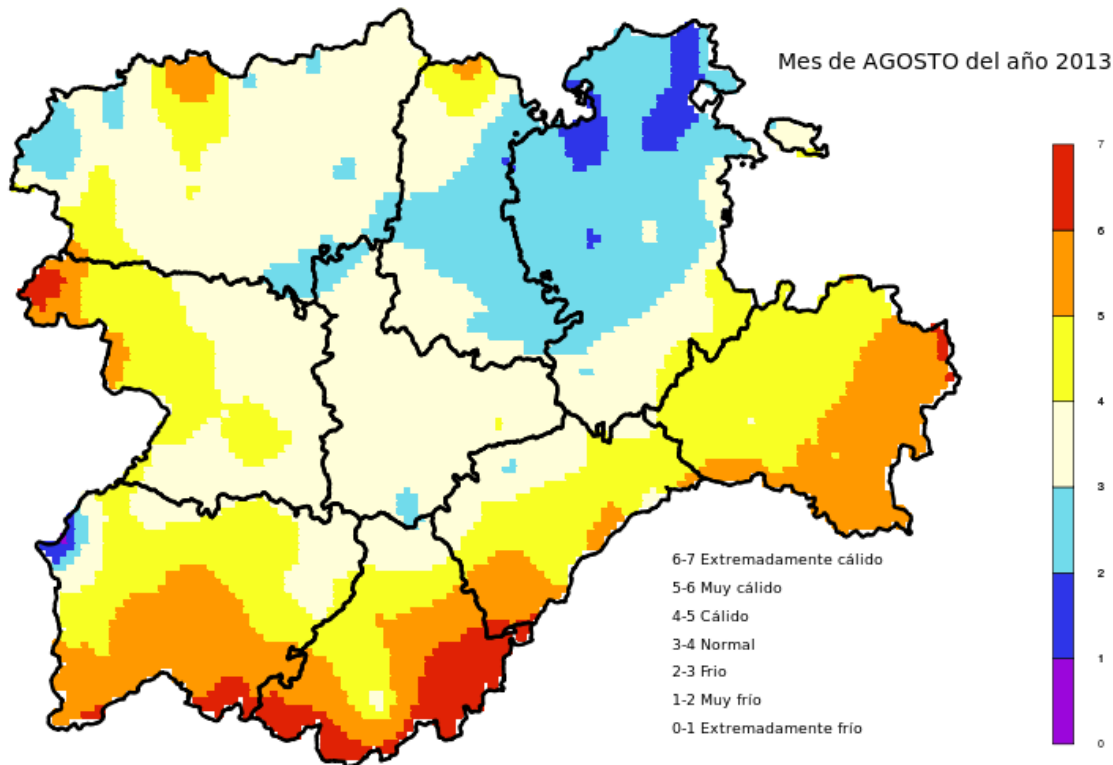 Mes de AGOSTO del año 2013
7
6
5
4
3
2
1
0
6-7 Extremadamente cálido
5-6 Muy cálido
4-5 Cálido
3-4 Normal
2-3 Frio
1-2 Muy frío
0-1 Extremadamente frío